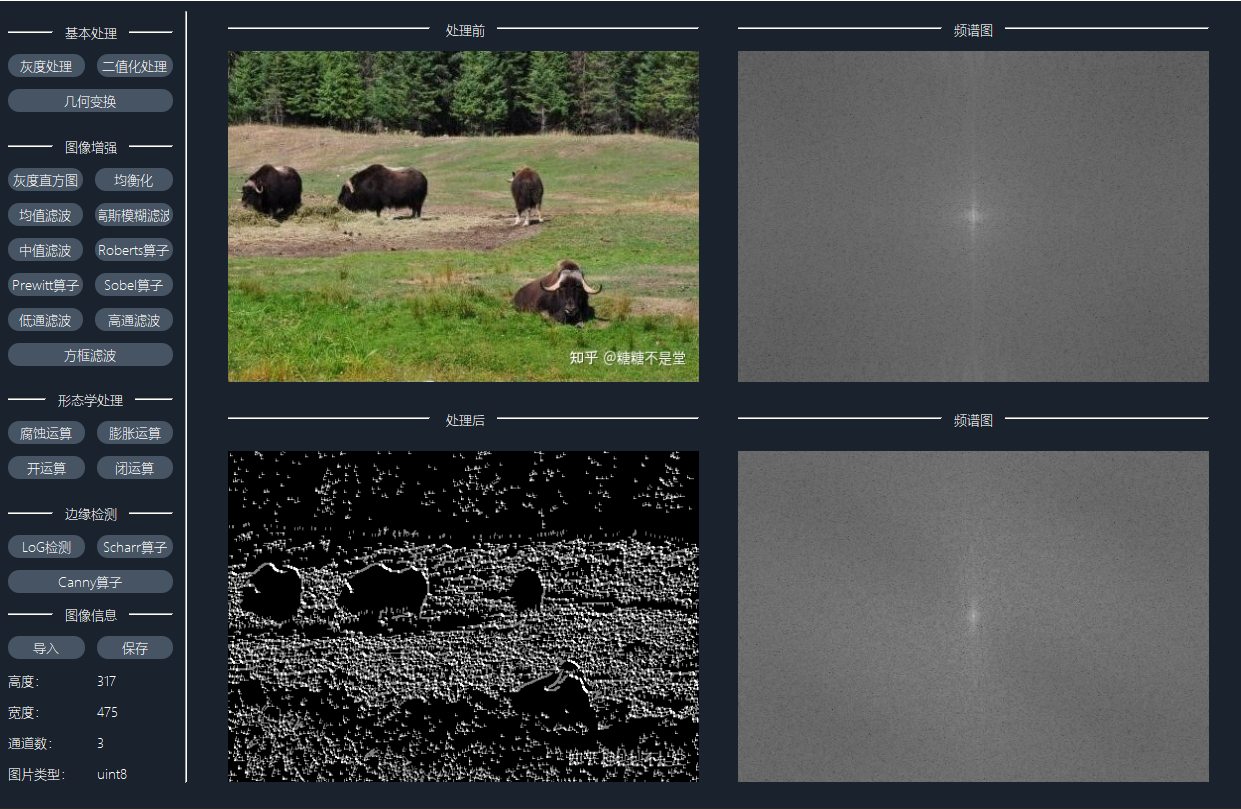 基本处理
灰度处理 二值化处理
几何变换
图像增强
灰度直方图 均衡化
均值滤波 高斯模糊滤波
中值滤波 Roberts算子
Prewitt算子 Sobel算子
低通滤波 高通滤波
方框滤波
形态学处理
腐蚀运算 膨胀运算
开运算 闭运算
边缘检测
LoG检测 Scharr算子
Canny算子
图像信息
导入 保存
高度: 317
宽度: 475
通道数: 3
图片类型: uint8
处理前
知乎 @糖糖不是堂
频谱图
处理后
频谱图